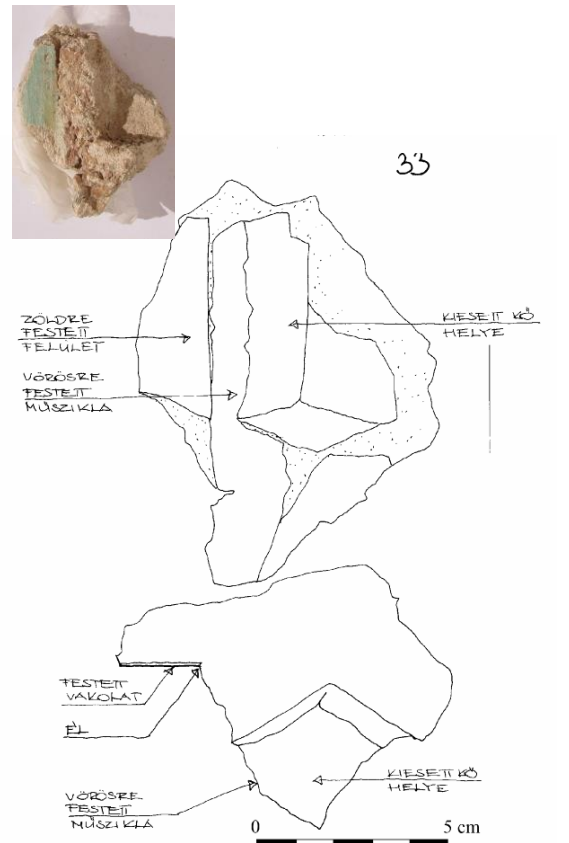 33
ZÖLDRE
FESTETT
FELÜLET
KIESETT KŐ
HELYE
VÖRÖSRE
FESTETT
MŰSZIKLA
FESTETT
VAKOLAT
ÉL
KIESETT KŐ
HELYE
VÖRÖSRE
FESTETT
MŰSZIKLA
0 5 cm